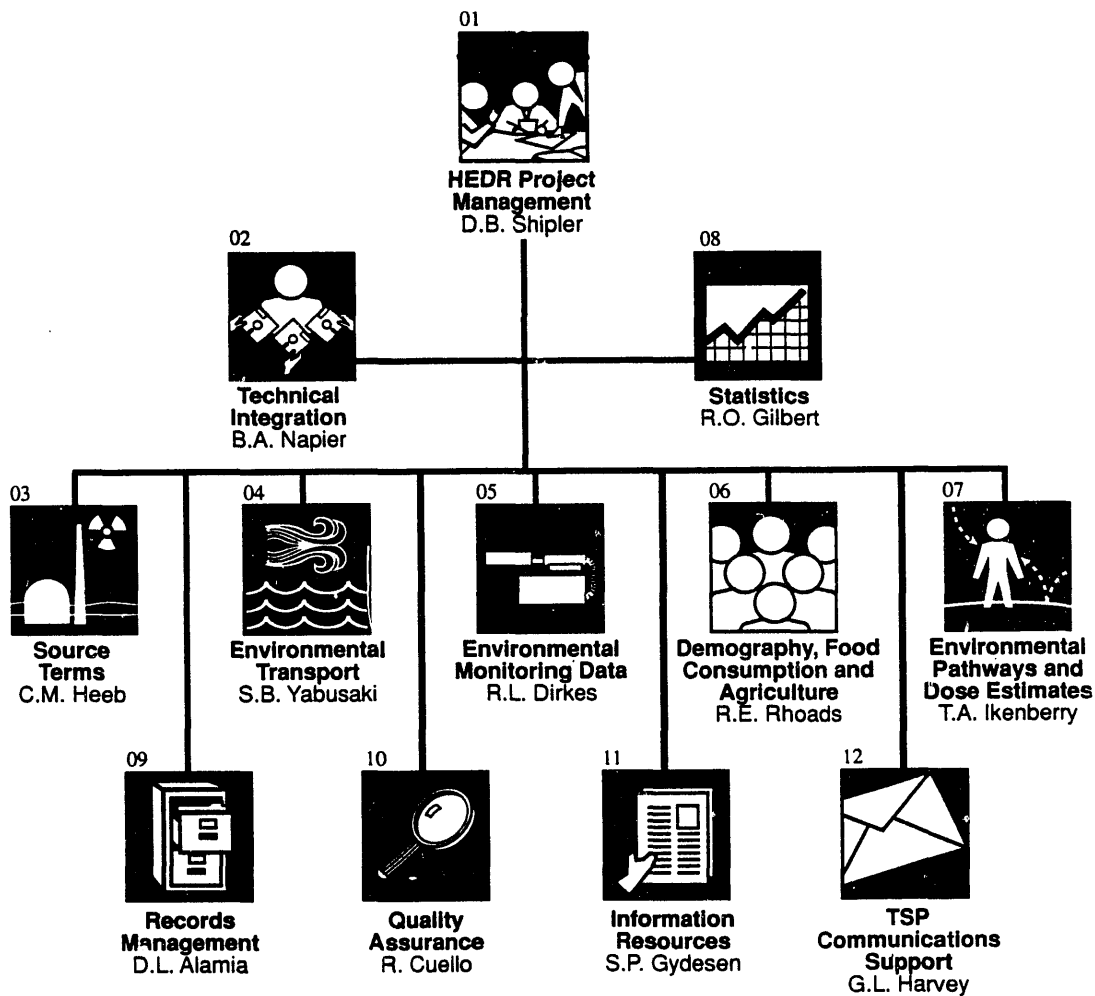 01
HEDR Project
Management
D.B. Shipler
02
Technical
Integration
B.A. Napier
08
Statistics
R.O. Gilbert
03
Source
Terms
C.M. Heeb
04
Environmental
Transport
S.B. Yabusaki
05
Environmental
Monitoring Data
R.L. Dirkes
06
Demography, Food
Consumption and
Agriculture
R.E. Rhoads
07
Environmental
Pathways and
Dose Estimates
T.A. Ikenberry
09
Records
Management
D.L. Alamia
10
Quality
Assurance
R. Cuello
11
Information
Resources
S.P. Gydesen
12
TSP
Communications
Support
G.L. Harvey